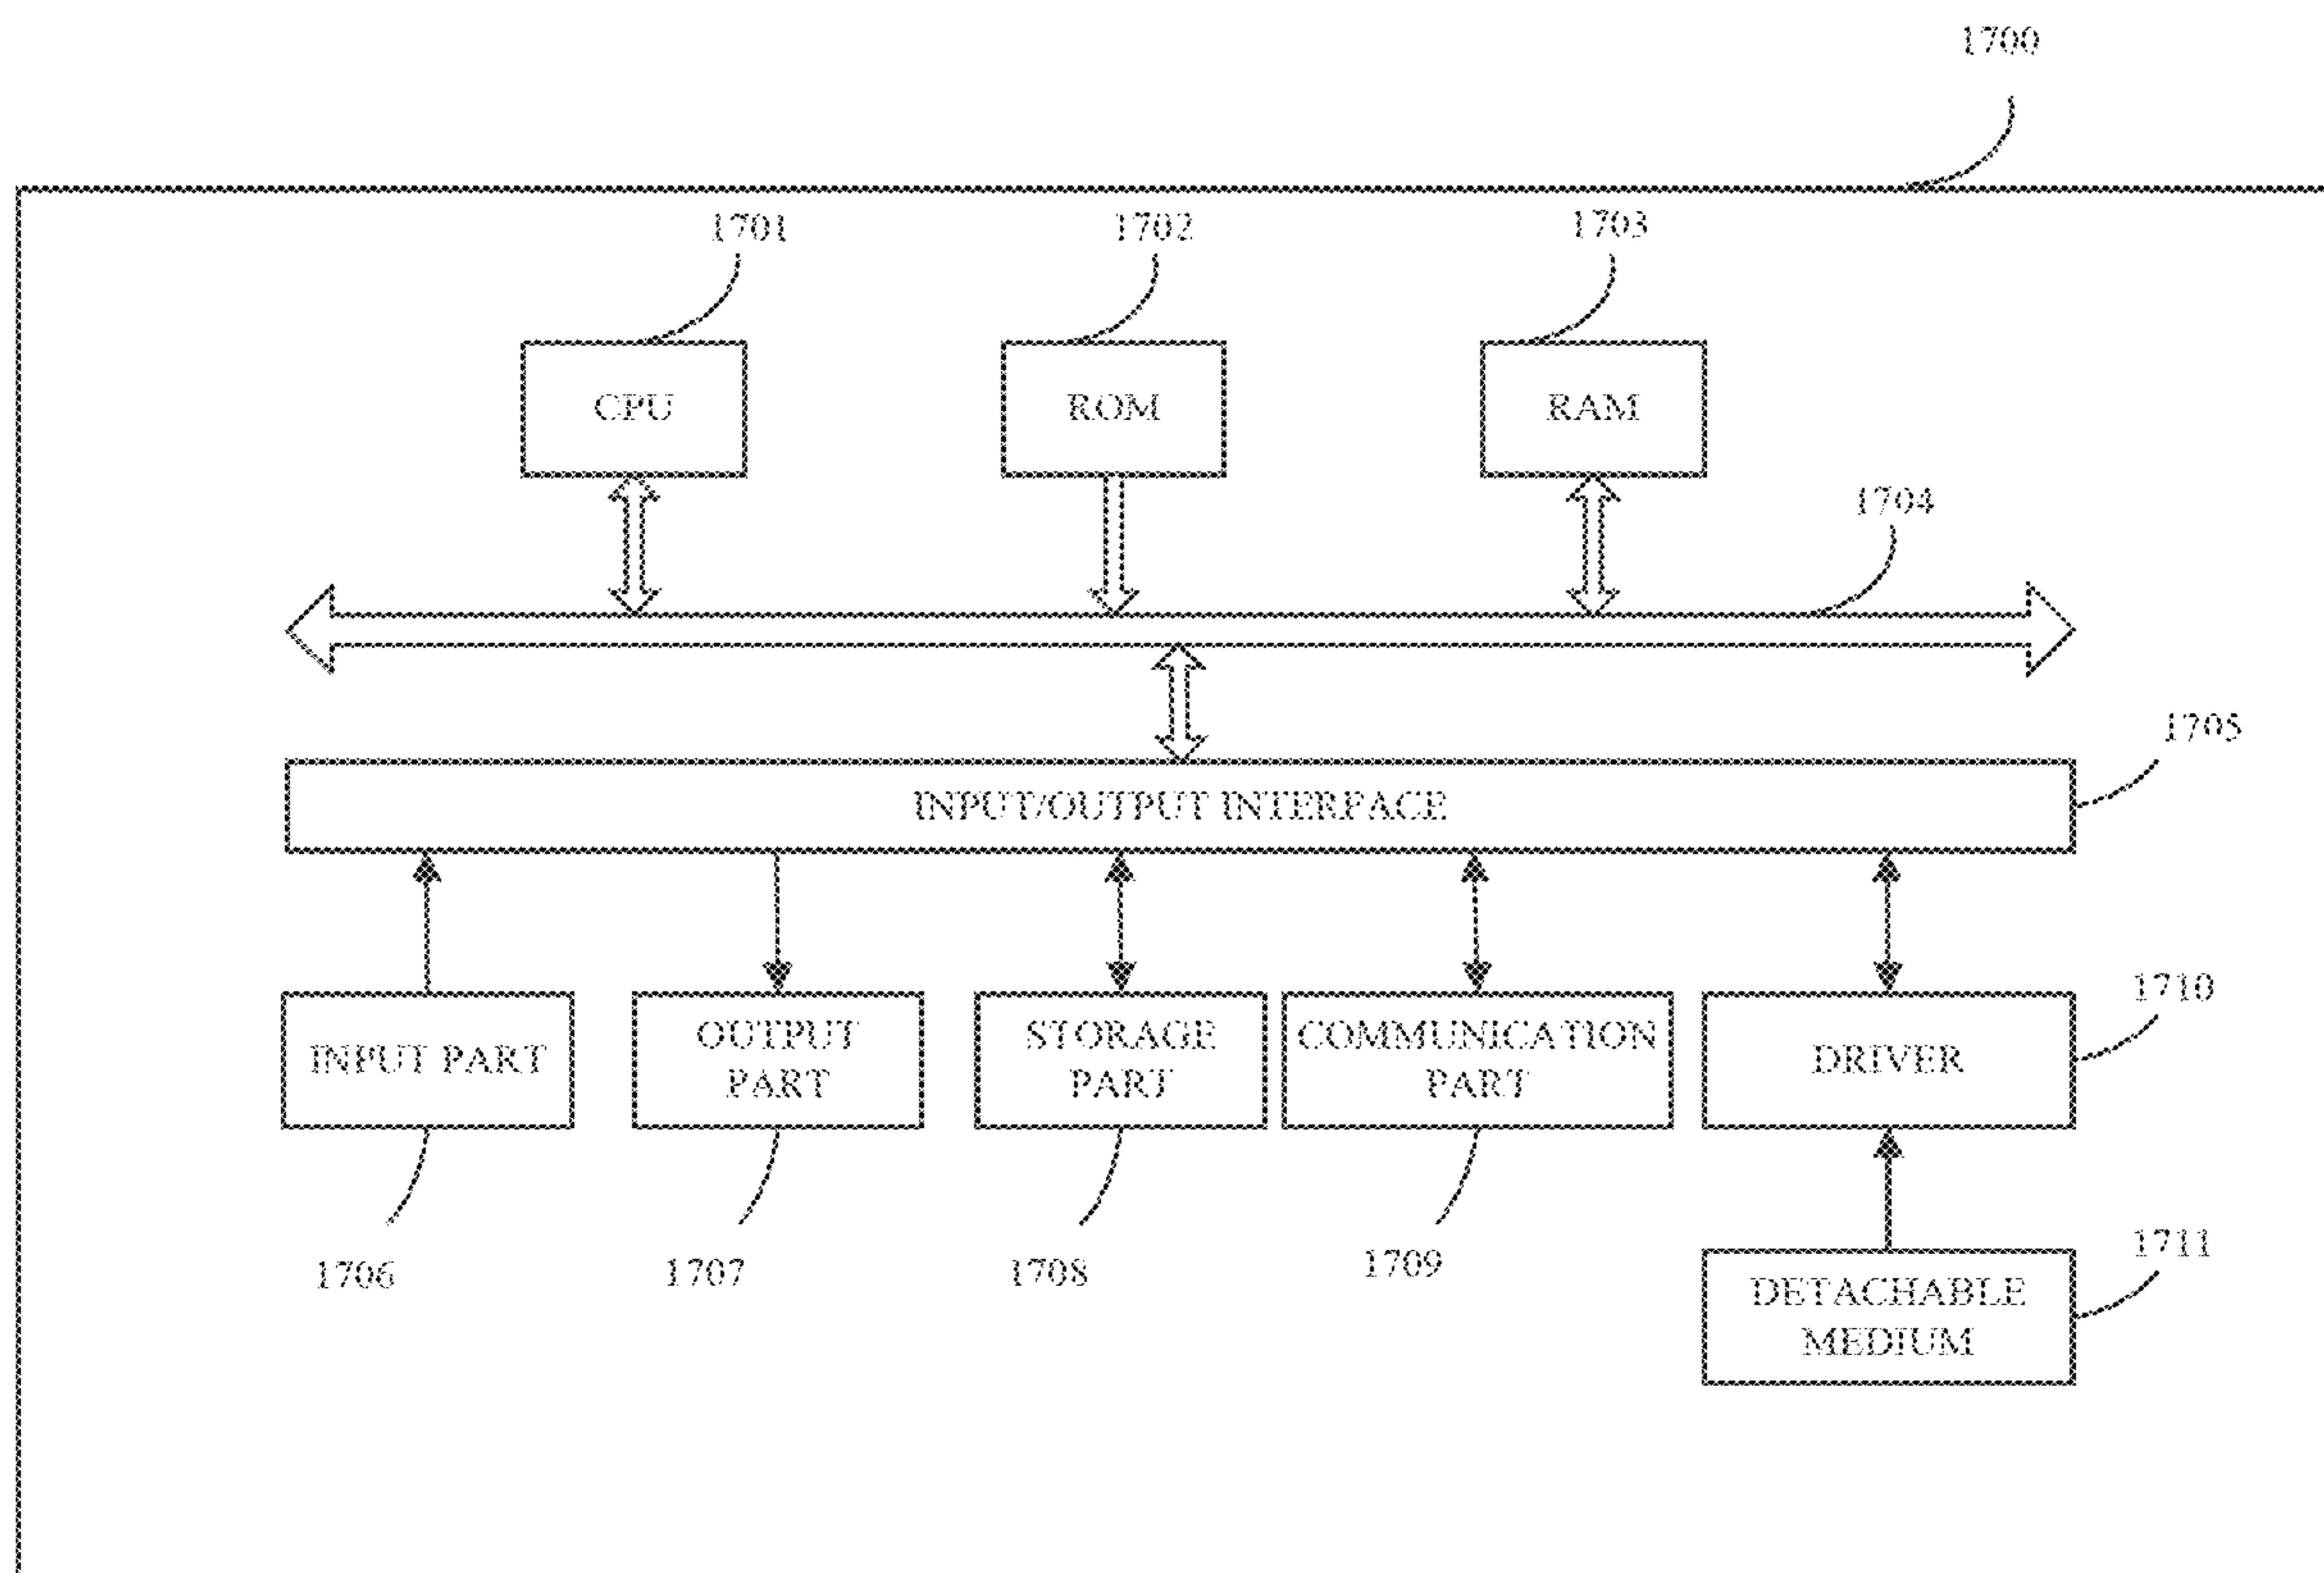 1700
1701
1702
1703
CPU
ROM
RAM
1704
1705
INPUT/OUTPUT INTERFACE
1710
INPUT PART
OUTPUT
PART
STORAGE
PART
COMMUNICATION
PART
DRIVER
1706
1707
1708
1709
1711
DETACHABLE
MEDIUM